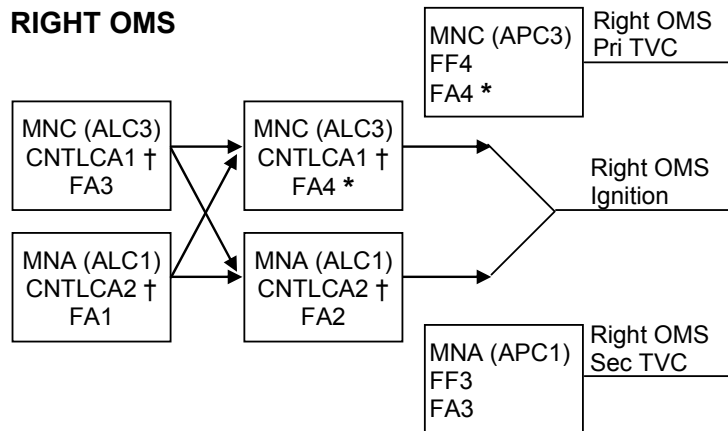 RIGHT OMS
MNC (APC3)
FF4
FA4 *
Right OMS
Pri TVC
MNC (ALC3)
CNTLCA1 †
FA3
MNC (ALC3)
CNTLCA1 †
FA4 *
Right OMS
Ignition
MNA (ALC1)
CNTLCA2 †
FA1
MNA (ALC1)
CNTLCA2 †
FA2
MNA (APC1)
FF3
FA3
Right OMS
Sec TVC